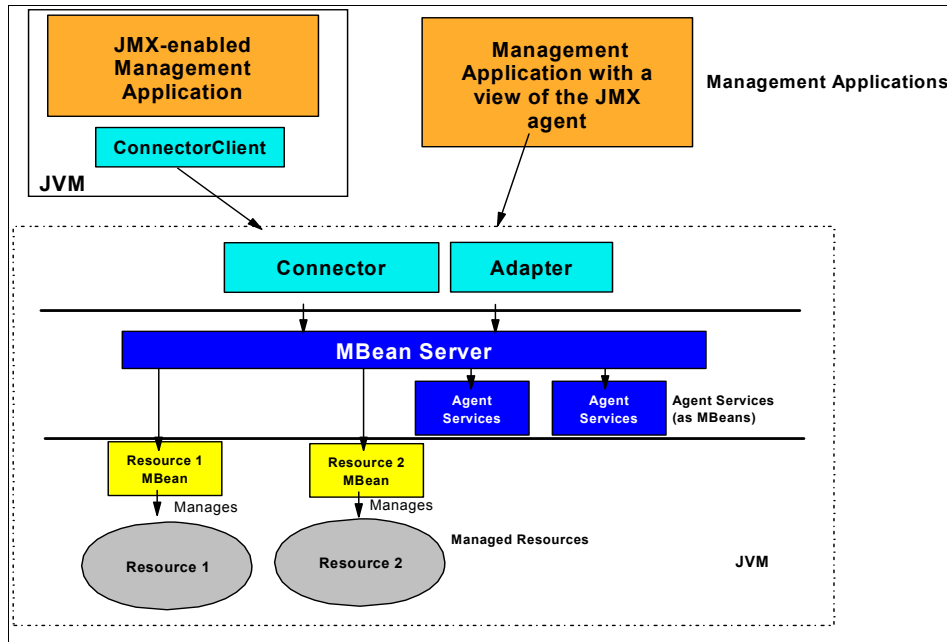 JMX-enabled
Management
Application
ConnectorClient
JVM
Management
Application with a
view of the JMX
agent
Management Applications
Connector
Adapter
MBean Server
Agent
Services
Agent
Services
Agent Services
(as MBeans)
Resource 1
MBean
Resource 2
MBean
Manages
Manages
Resource 1
Resource 2
Managed Resources
JVM